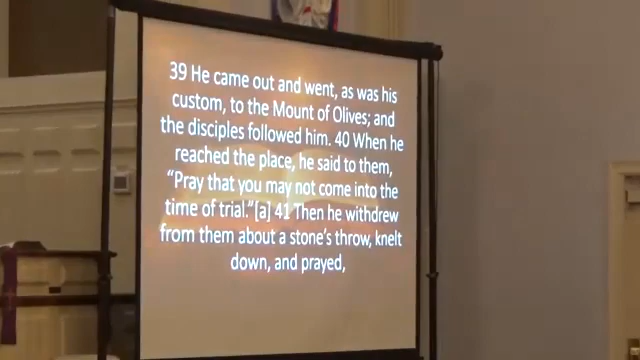 39 He came out and went, as was his
custom, to the Mount of Olives; and
the disciples followed him. 40 When he
reached the place, he said to them,
“Pray that you may not come into the
time of trial.”[a] 41 Then he withdrew
from them about a stone’s throw, knelt
down, and prayed,